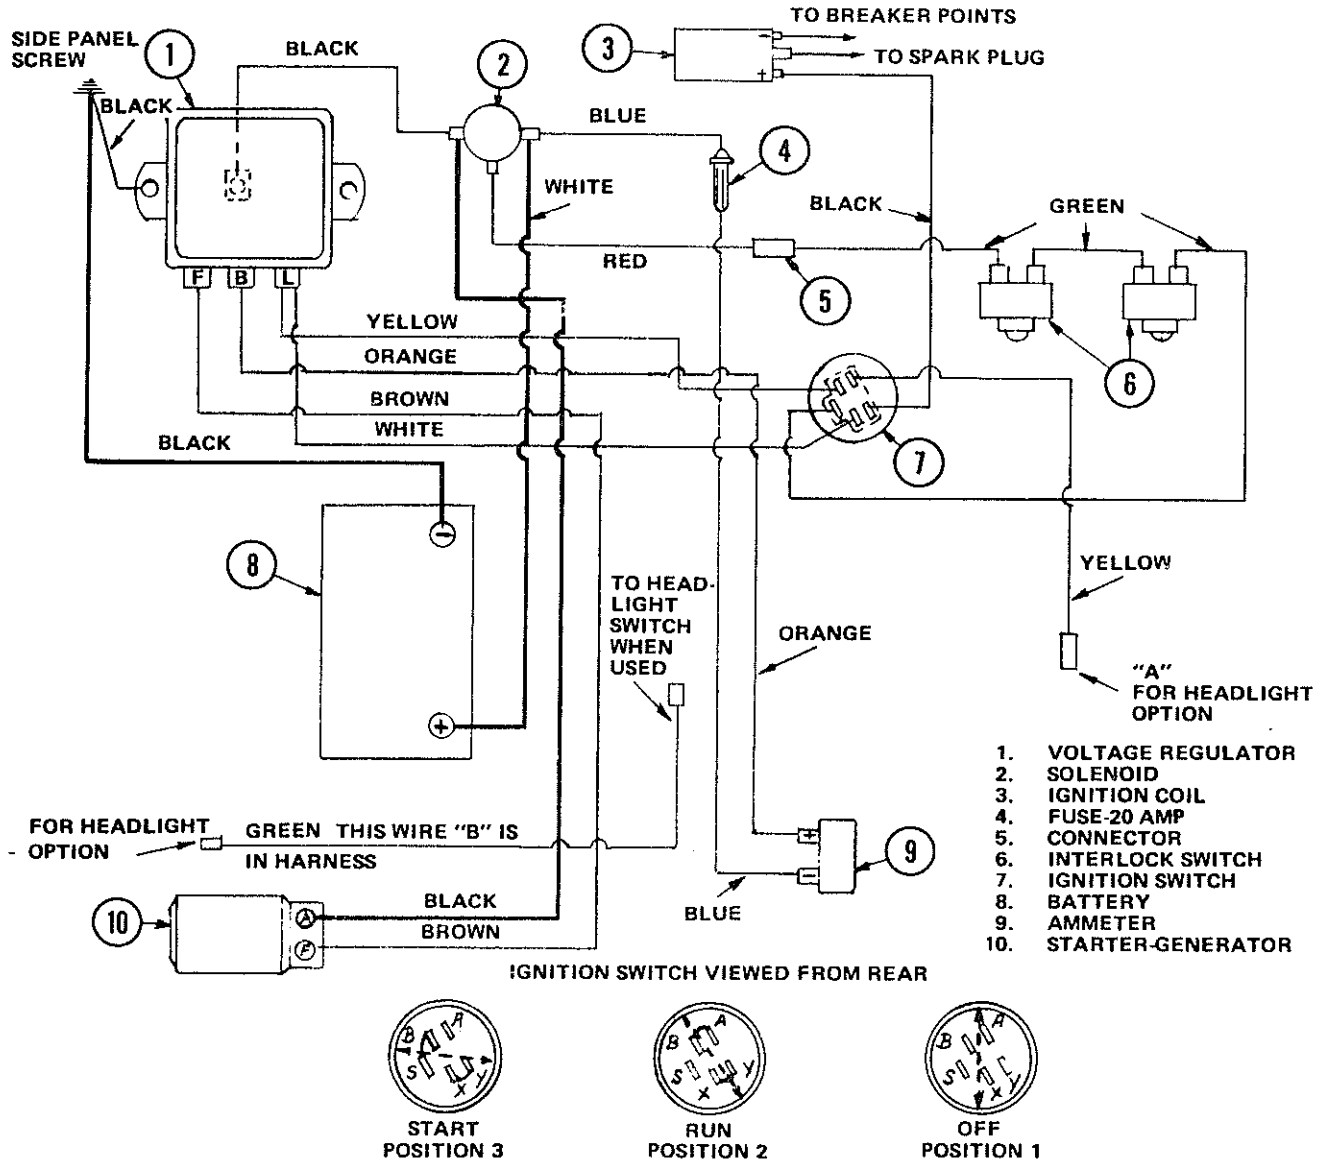 TO BREAKER POINTS
SIDE PANEL
SCREW
1
BLACK
2
3
-
+
TO SPARK PLUG
BLACK
BLUE
4
WHITE
BLACK
GREEN
RED
5
F B L
YELLOW
ORANGE
6
BROWN
WHITE
BLACK
7
-
8
+
TO HEAD-
LIGHT
SWITCH
WHEN
USED
ORANGE
YELLOW
"A"
FOR HEADLIGHT
OPTION
1. VOLTAGE REGULATOR
2. SOLENOID
3. IGNITION COIL
4. FUSE-20 AMP
5. CONNECTOR
6. INTERLOCK SWITCH
7. IGNITION SWITCH
8. BATTERY
9. AMMETER
10. STARTER-GENERATOR
FOR HEADLIGHT
OPTION
GREEN THIS WIRE "B" IS
IN HARNESS
+
-
9
BLUE
10
A
F
BLACK
BROWN
IGNITION SWITCH VIEWED FROM REAR
B A S X Y
START
POSITION 3
B A S X Y
RUN
POSITION 2
B A S X Y
OFF
POSITION 1